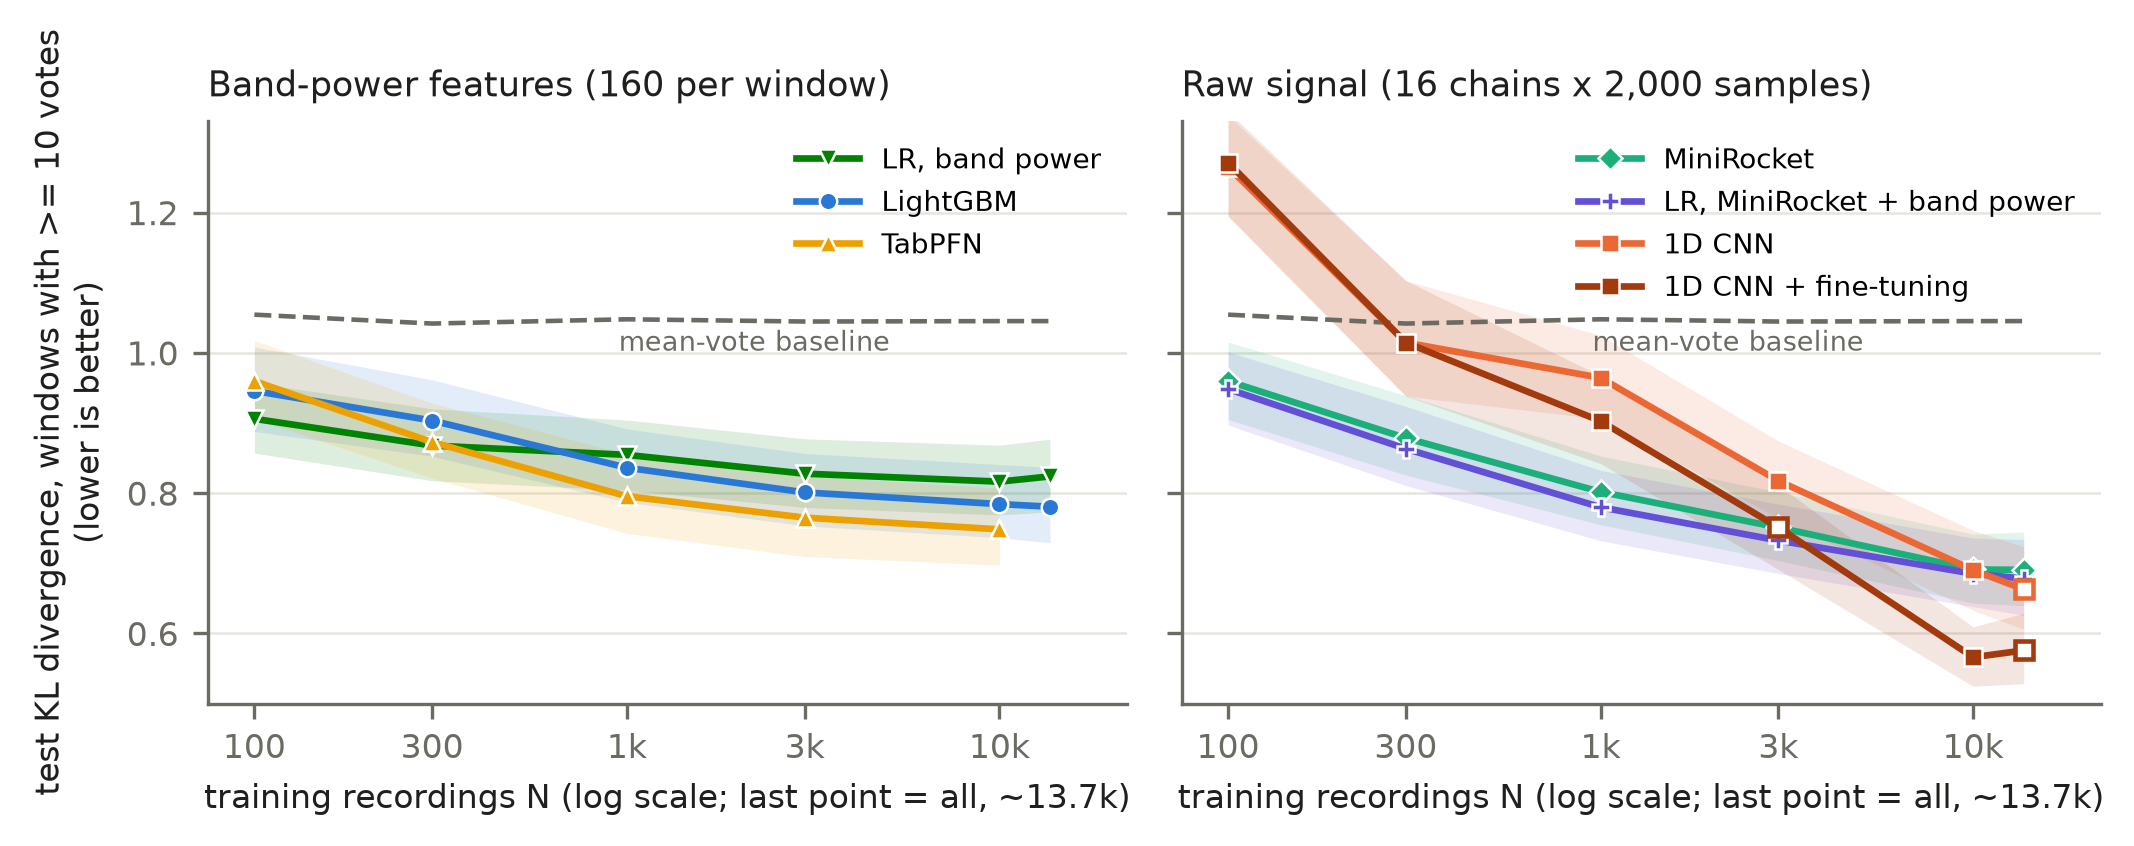 test KL divergence, windows with >= 10 votes
(lower is better)
Band-power features (160 per window)
LR, band power
LightGBM
TabPFN
mean-vote baseline
1.2
1.0
0.8
0.6
100 300 1k 3k 10k
training recordings N (log scale; last point = all, ~13.7k)
Raw signal (16 chains x 2,000 samples)
MiniRocket
LR, MiniRocket + band power
1D CNN
1D CNN + fine-tuning
mean-vote baseline
100 300 1k 3k 10k
training recordings N (log scale; last point = all, ~13.7k)